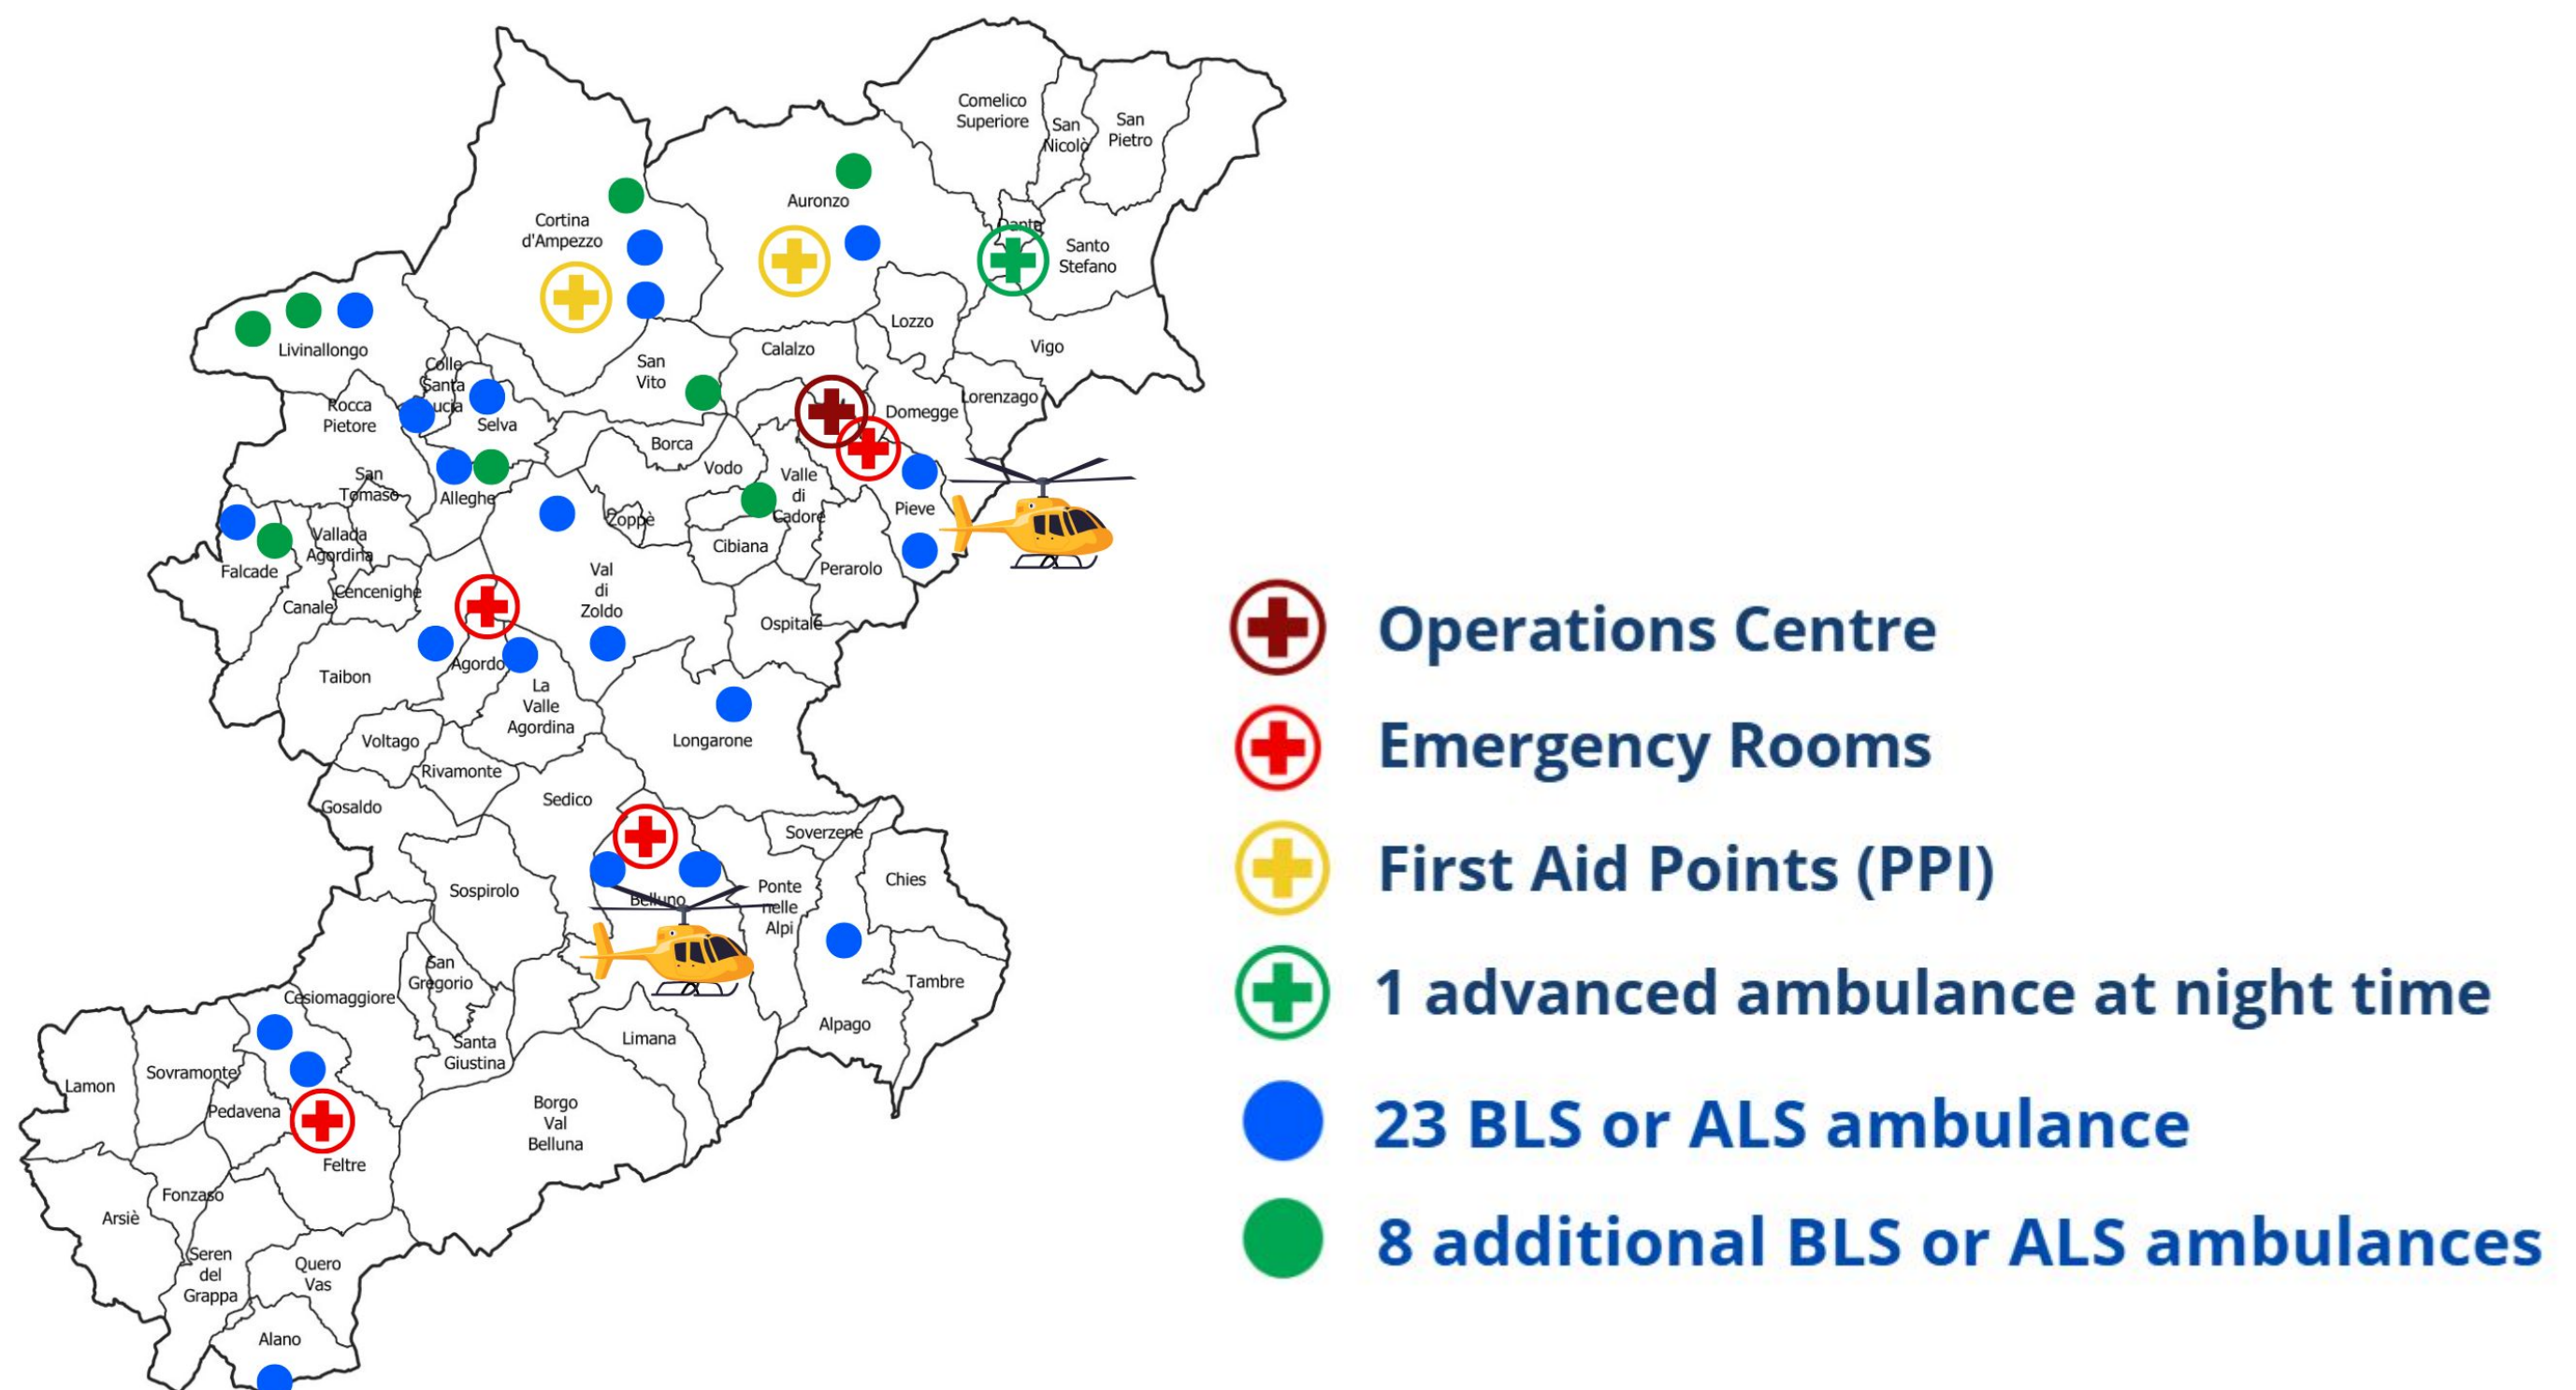 Comelico
Superiore
San
Nicolò
San
Pietro
Auronzo
Cortina
d'Ampezzo
Dante
Santo
Stefano
Livinallongo
Lozzo
Vigo
Calalzo
San
Vito
Colle
Santa
Lucia
Selva
Rocca
Pietore
Lorenzago
Domegge
Borca
Vodo
Valle
di
Cadore
San
Tomaso
Alleghe
Pieve
Zoppè
Cibiana
Vallada
Agordina
Falcade
Perarolo
Val
di
Zoldo
Cencenighe
Canale
Ospitale
Agordo
Taibon
La
Valle
Agordina
Voltago
Longarone
Rivamonte
Sedico
Gosaldo
Soverzene
Chies
Sospirolo
Belluno
Ponte
nelle
Alpi
San
Gregorio
Tambre
Cesiomaggiore
Alpago
Limana
Santa
Giustina
Lamon
Sovramonte
Pedavena
Borgo
Val
Belluna
Feltre
Fonzaso
Arsiè
Seren
del
Grappa
Quero
Vas
Alano
Operations Centre
Emergency Rooms
First Aid Points (PPI)
1 advanced ambulance at night time
23 BLS or ALS ambulance
8 additional BLS or ALS ambulances